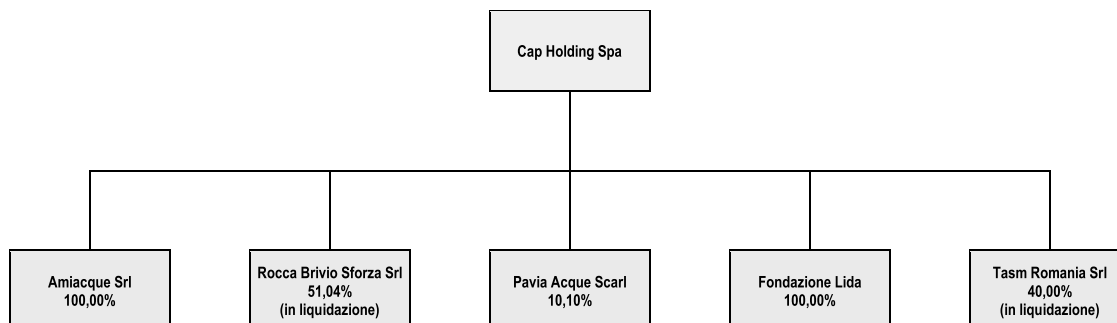 Cap Holding Spa
Amiacque Srl
100,00%
Rocca Brivio Sforza Srl
51,04%
(in liquidazione)
Pavia Acque Scarl
10,10%
Fondazione Lida
100,00%
Tasm Romania Srl
40,00%
(in liquidazione)